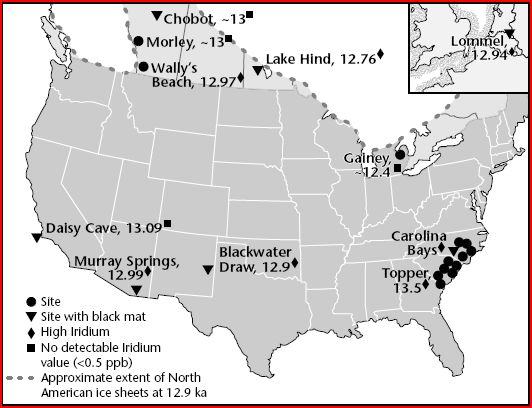 Chobot, ~13
Morley, ~13
Wally's
Beach, 12.97
Lake Hind, 12.76
Lommel,
12.94
Gainey,
~12.4
Daisy Cave, 13.09
Murray Springs,
12.99
Blackwater
Draw, 12.9
Carolina
Bays
Topper,
13.5
Site
Site with black mat
High Iridium
No detectable Iridium
value (<0.5 ppb)
Approximate extent of North
American ice sheets at 12.9 ka